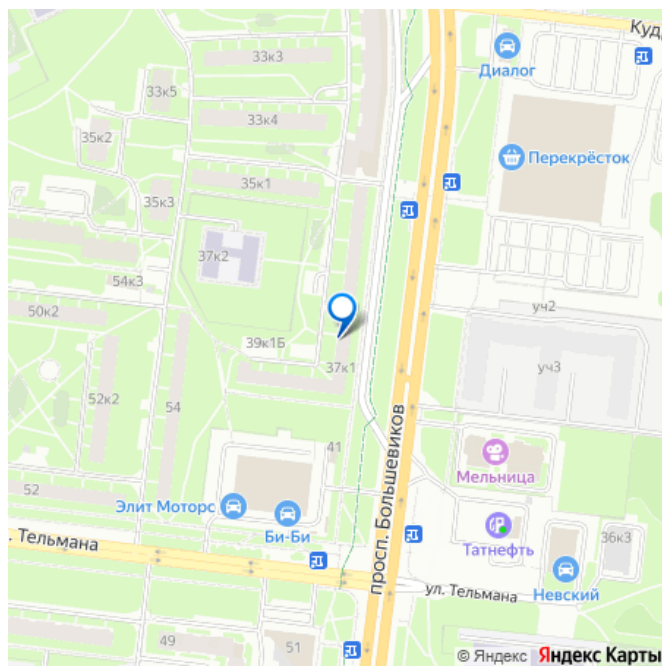 33к3
Куд
Диалог
33к5
33к4
35к2
Перекрёсток
35к1
35к3
37к2
54к3
50к2
уч2
39к1Б
37к1
уч3
52к2
54
просп. Большевиков
41
Мельница
52
Элит Моторс
Би-Би
. Тельмана
Татнефть
36к3
Невский
ул. Тельмана
49
51
© Яндекс Яндекс Карты